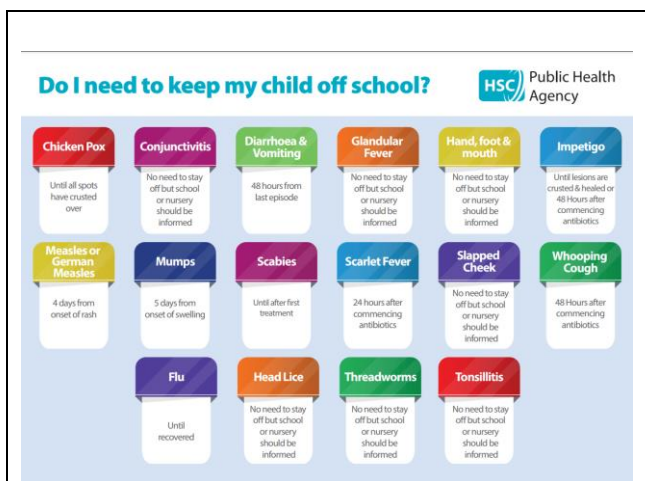 Do I need to keep my child off school?
HSC Public Health
Agency
Chicken Pox
Until all spots
have crusted
over
Conjunctivitis
No need to stay
off but school
or nursery
should be
informed
Diarrhoea &
Vomiting
48 hours from
last episode
Glandular
Fever
No need to stay
off but school
or nursery
should be
informed
Hand, foot &
mouth
No need to stay
off but school
or nursery
should be
informed
Impetigo
Until lesions are
crusted & healed or
48 Hours after
commencing
antibiotics
Measles or
German
Measles
4 days from
onset of rash
Mumps
5 days from
onset of swelling
Scabies
Until after first
treatment
Scarlet Fever
24 hours after
commencing
antibiotics
Slapped
Cheek
No need to stay
off but school
or nursery
should be
informed
Whooping
Cough
48 Hours after
commencing
antibiotics
Flu
Until
recovered
Head Lice
No need to stay
off but school
or nursery
should be
informed
Threadworms
No need to stay
off but school
or nursery
should be
informed
Tonsillitis
No need to stay
off but school
or nursery
should be
informed